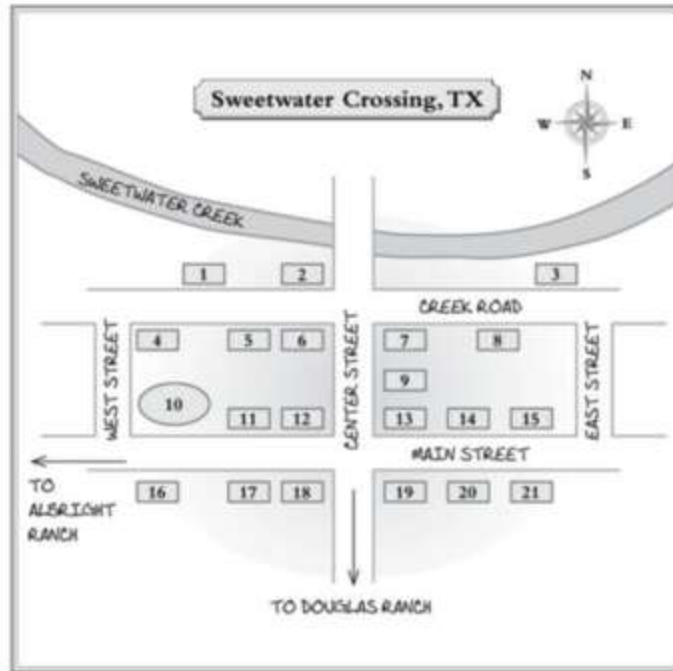 Sweetwater Crossing, TX
N
W E
S
SWEETWATER CREEK
1 2 3
CREEK ROAD
4 5 6 7 8
WEST STREET
CENTER STREET
EAST STREET
9
10
11 12 13 14 15
MAIN STREET
TO
ALBRIGHT
RANCH
16 17 18 19 20 21
TO DOUGLAS RANCH